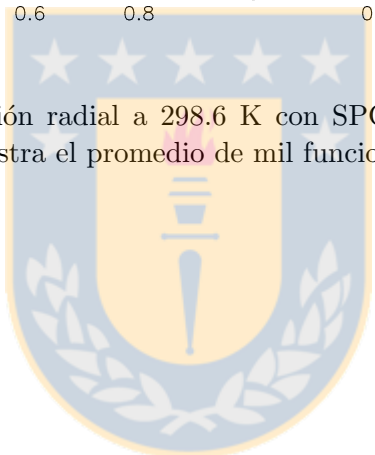 0.6 0.8 0
ión radial a 298.6 K con SPC
stra el promedio de mil funcio